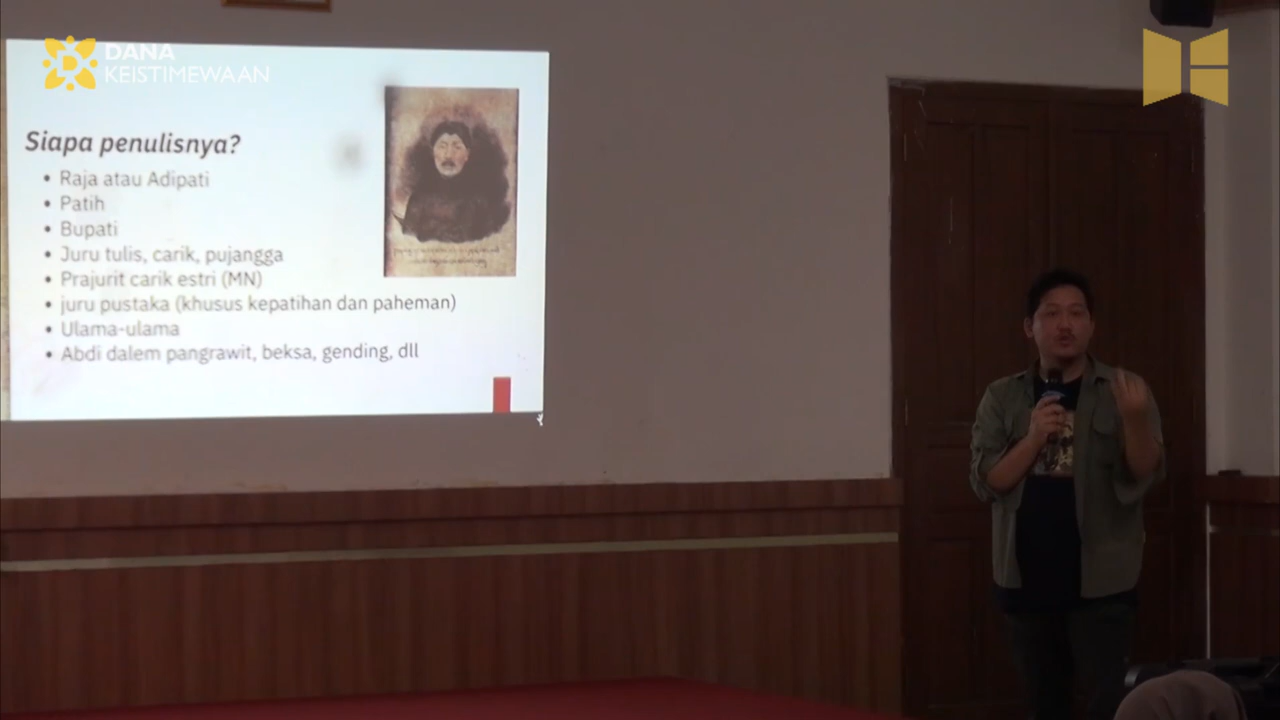 DANA
KEISTIMEWAAN
Siapa penulisnya?
• Raja atau Adipati
• Patih
• Bupati
• Juru tulis, carik, pujangga
• Prajurit carik estri (MN)
• juru pustaka (khusus kepatihan dan paheman)
• Ulama-ulama
• Abdi dalem pangrawit, beksa, gending, dll